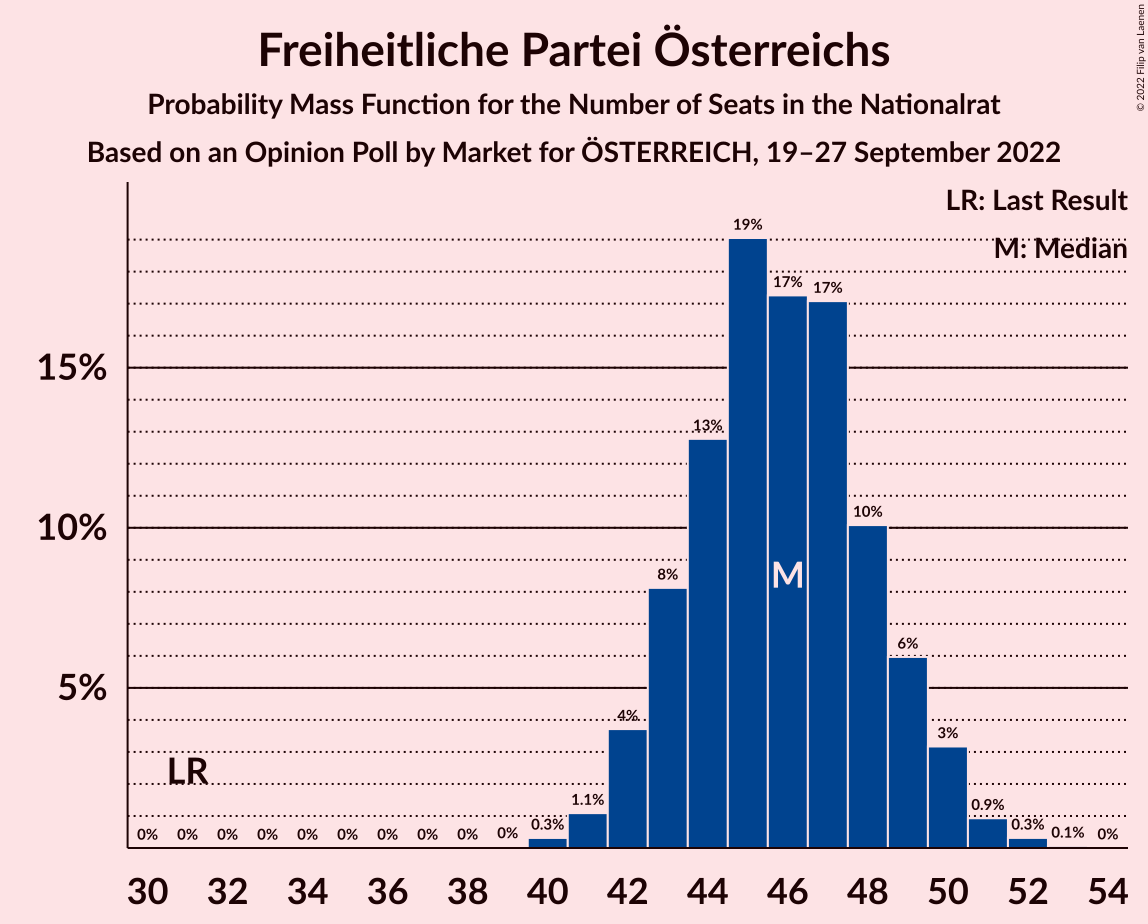 Freiheitliche Partei Österreichs
Probability Mass Function for the Number of Seats in the Nationalrat
Based on an Opinion Poll by Market for ÖSTERREICH, 19–27 September 2022
© 2022 Filip van Laenen
LR: Last Result
M: Median
15%
10%
5%
19%
17%
17%
13%
10%
8%
M
6%
4%
3%
LR
1.1%
0.9%
0% 0% 0% 0% 0% 0% 0% 0% 0% 0% 0.3% 0.3% 0.1% 0%
30 32 34 36 38 40 42 44 46 48 50 52 54